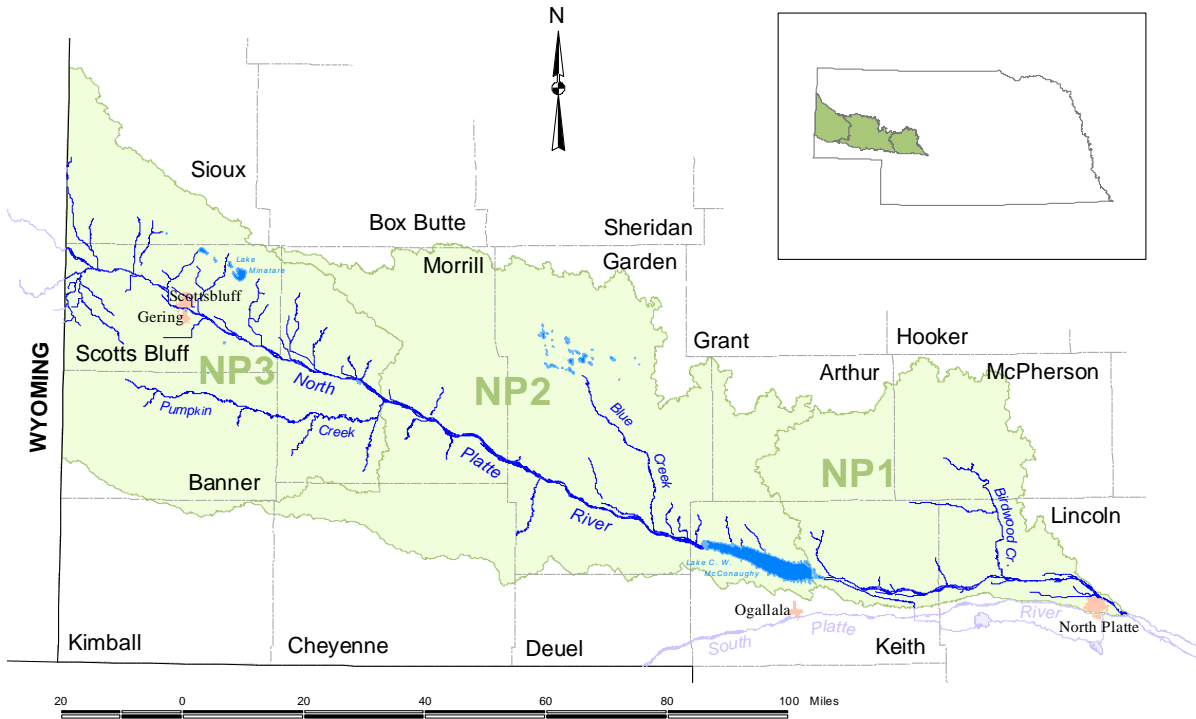 N
Sioux
Box Butte
Sheridan
Morrill
Garden
Lake
Minatare
Scottsbluff
Gering
Scotts Bluff
WYOMING
NP3
North
NP2
Grant
Hooker
Arthur
McPherson
Pumpkin
Creek
Blue
Creek
Platte
NP1
Banner
River
Birdwood Cr.
Lincoln
Lake C. W.
McConaughy
Ogallala
River
North Platte
Platte
South
Kimball
Cheyenne
Deuel
Keith
20 0 20 40 60 80 100 Miles